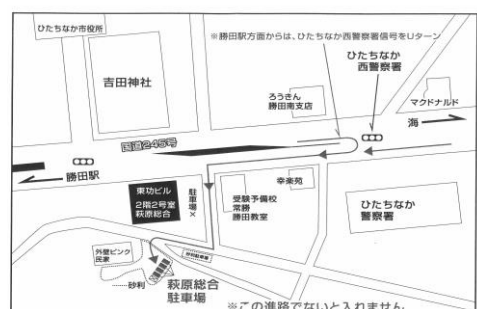 ひたちなか市役所
※勝田駅方面からは、ひたちなか西警察署信号をUターン
ひたちなか
西警察署
吉田神社
ろうきん
勝田南支店
マクドナルド
海
国道245号
勝田駅
東功ビル
2階2号室
萩原総合
駐車場×
受験予備校
常勝
勝田教室
幸楽苑
ひたちなか
警察署
外壁ピンク
民家
砂利駐車場
砂利
萩原総合
駐車場
※この進路でないと入れません